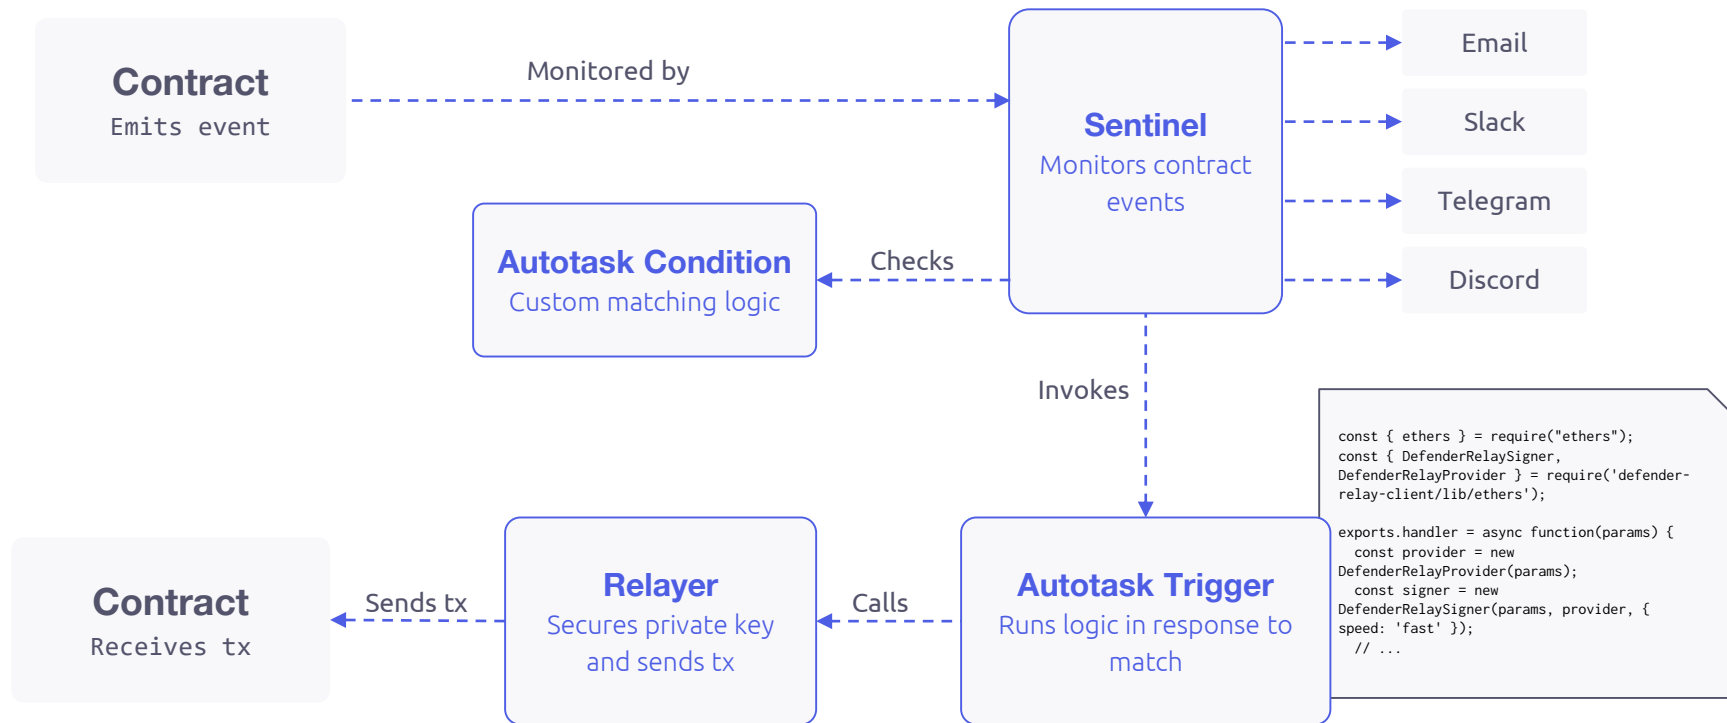 Contract
Emits event
Monitored by
Sentinel
Monitors contract
events
Email
Slack
Telegram
Discord
Autotask Condition
Custom matching logic
Checks
Invokes
const { ethers } = require("ethers");
const { DefenderRelaySigner,
DefenderRelayProvider } = require('defender-
relay-client/lib/ethers');
exports.handler = async function(params) {
  const provider = new
DefenderRelayProvider(params);
  const signer = new
DefenderRelaySigner(params, provider, {
speed: 'fast' });
  // ...
Contract
Receives tx
Sends tx
Relayer
Secures private key
and sends tx
Calls
Autotask Trigger
Runs logic in response to
match